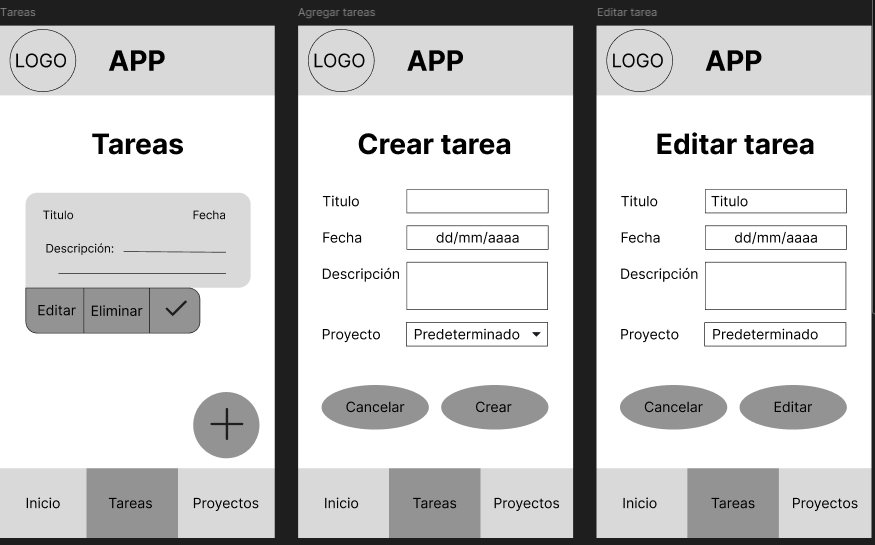 Tareas
LOGO
APP
Tareas
Titulo
Fecha
Descripción:
Editar
Eliminar
Inicio
Tareas
Proyectos
Agregar tareas
LOGO
APP
Crear tarea
Titulo
Fecha
dd/mm/aaaa
Descripción
Proyecto
Predeterminado
Cancelar
Crear
Inicio
Tareas
Proyectos
Editar tarea
LOGO
APP
Editar tarea
Titulo
Titulo
Fecha
dd/mm/aaaa
Descripción
Proyecto
Predeterminado
Cancelar
Editar
Inicio
Tareas
Proyectos